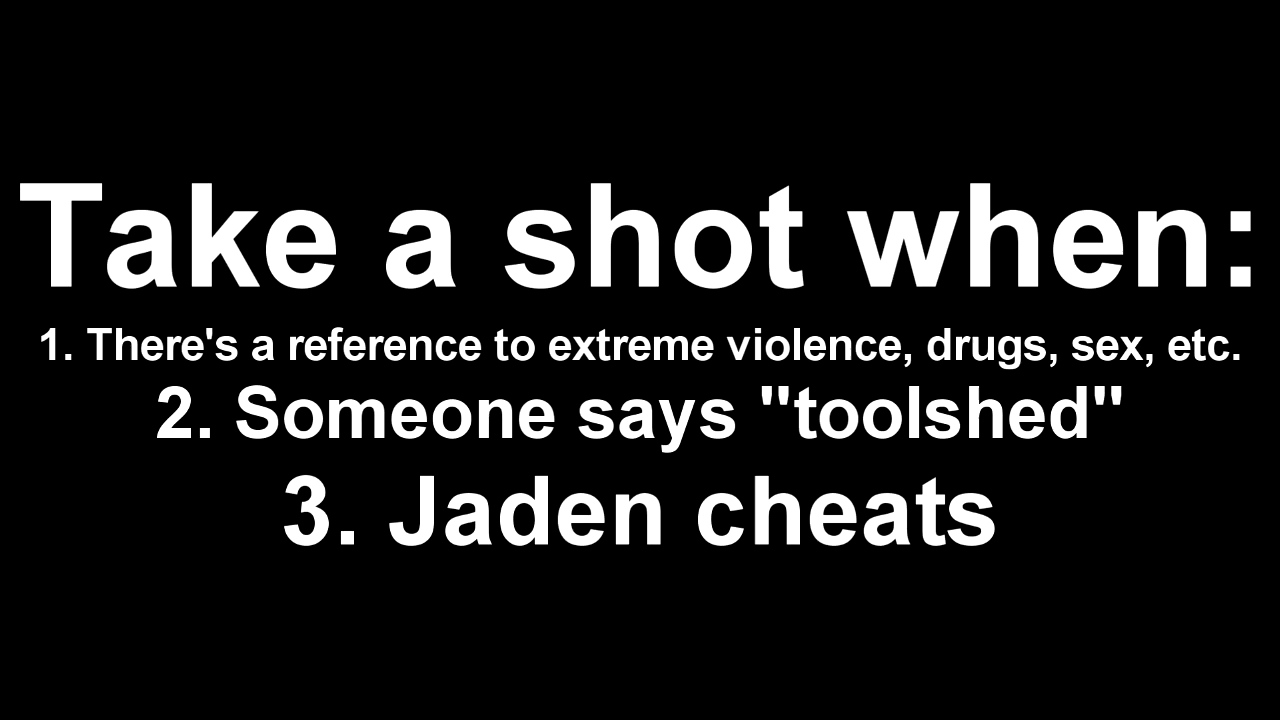 Take a shot when:
1. There's a reference to extreme violence, drugs, sex, etc.
2. Someone says "toolshed"
3. Jaden cheats